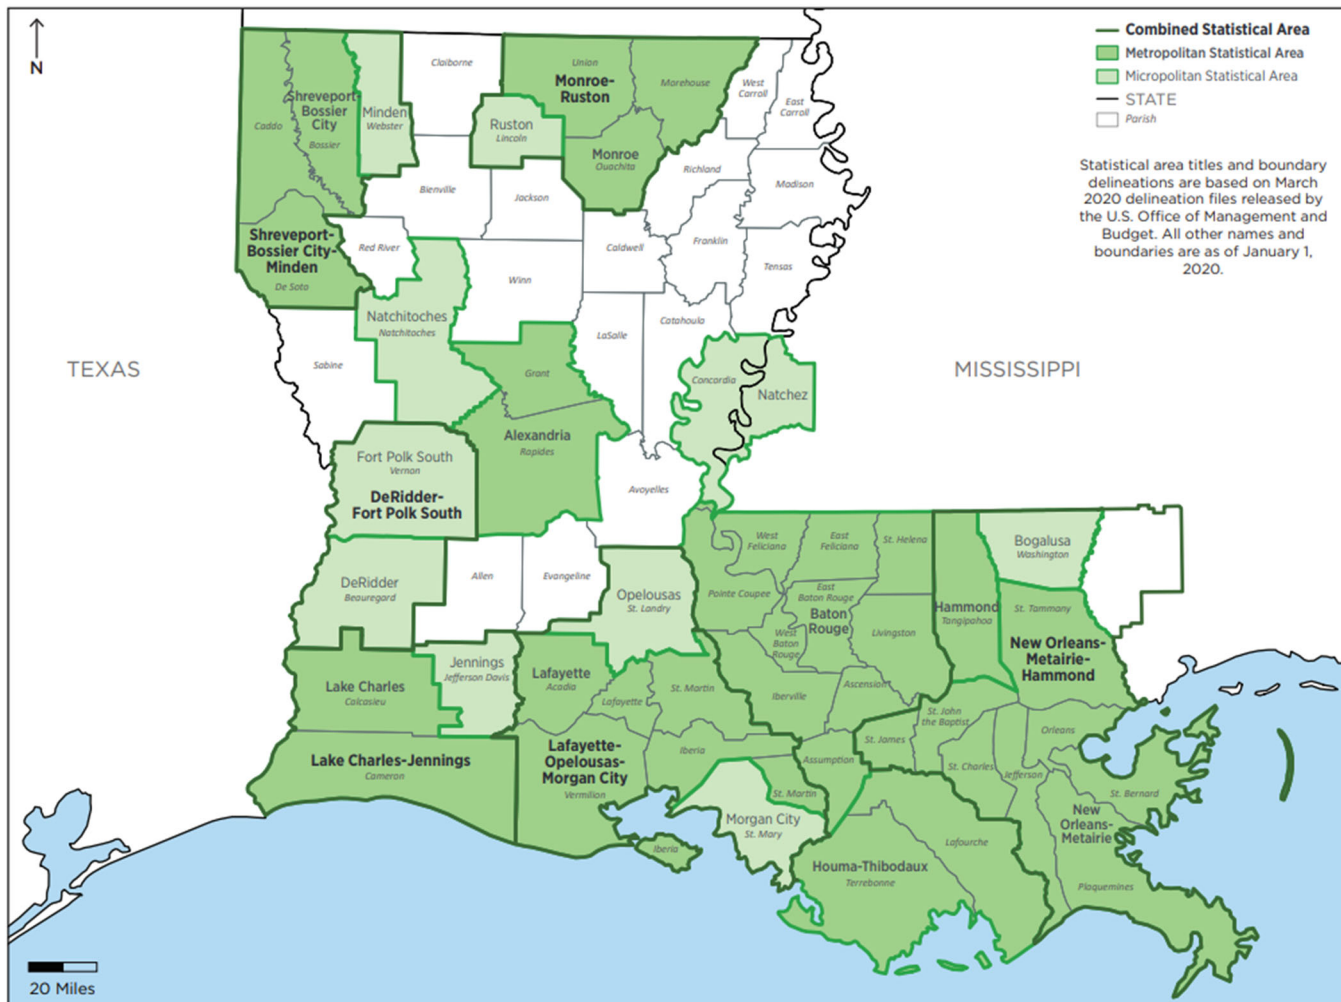 N
Combined Statistical Area
Metropolitan Statistical Area
Micropolitan Statistical Area
STATE
Parish
Statistical area titles and boundary
delineations are based on March
2020 delineation files released by
the U.S. Office of Management and
Budget. All other names and
boundaries are as of January 1,
2020.
Claiborne
Union
Monroe-
Ruston
Morehouse
West
Carroll
East
Carroll
Shreveport-
Bossier
City
Caddo
Bossier
Minden
Webster
Ruston
Lincoln
Monroe
Ouachita
Richland
Madison
Bienville
Jackson
Shreveport-
Bossier City-
Minden
De Soto
Red River
Caldwell
Franklin
Tensas
Winn
Natchitoches
Natchitoches
LaSalle
Catahoula
TEXAS
Sabine
Grant
Concordia
Natchez
MISSISSIPPI
Alexandria
Rapides
Fort Polk South
Vernon
DeRidder-
Fort Polk South
Avoyelles
West
Feliciana
East
Feliciana
St. Helena
Bogalusa
Washington
DeRidder
Beauregard
Allen
Evangeline
Opelousas
St. Landry
Pointe Coupee
East
Baton Rouge
Baton
Rouge
West
Baton
Rouge
Livingston
Hammond
Tangipahoa
St. Tammany
New Orleans-
Metairie-
Hammond
Jennings
Jefferson Davis
Lafayette
Acadia
Lafayette
St. Martin
Iberville
Ascension
Lake Charles
Calcasieu
St. John
the Baptist
Orleans
Lake Charles-Jennings
Cameron
Lafayette-
Opelousas-
Morgan City
Vermilion
Iberia
Assumption
St. James
St. Charles
Jefferson
St. Bernard
St. Martin
Morgan City
St. Mary
New
Orleans-
Metairie
Iberia
Houma-Thibodaux
Terrebonne
Lafourche
Plaquemines
20 Miles